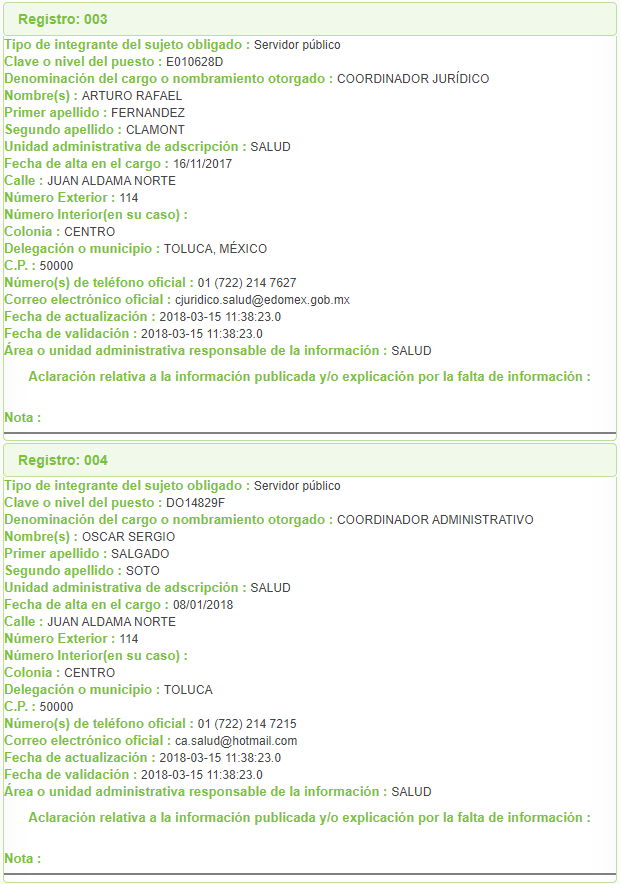 Registro: 003
Tipo de integrante del sujeto obligado : Servidor público
Clave o nivel del puesto : E010628D
Denominación del cargo o nombramiento otorgado : COORDINADOR JURÍDICO
Nombre(s) : ARTURO RAFAEL
Primer apellido : FERNANDEZ
Segundo apellido : CLAMONT
Unidad administrativa de adscripción : SALUD
Fecha de alta en el cargo : 16/11/2017
Calle : JUAN ALDAMA NORTE
Número Exterior : 114
Número Interior(en su caso) :
Colonia : CENTRO
Delegación o municipio : TOLUCA, MÉXICO
C.P. : 50000
Número(s) de teléfono oficial : 01 (722) 214 7627
Correo electrónico oficial : cjuridico.salud@edomex.gob.mx
Fecha de actualización : 2018-03-15 11:38:23.0
Fecha de validación : 2018-03-15 11:38:23.0
Área o unidad administrativa responsable de la información : SALUD
Aclaración relativa a la información publicada y/o explicación por la falta de información :
Nota :
Registro: 004
Tipo de integrante del sujeto obligado : Servidor público
Clave o nivel del puesto : DO14829F
Denominación del cargo o nombramiento otorgado : COORDINADOR ADMINISTRATIVO
Nombre(s) : OSCAR SERGIO
Primer apellido : SALGADO
Segundo apellido : SOTO
Unidad administrativa de adscripción : SALUD
Fecha de alta en el cargo : 08/01/2018
Calle : JUAN ALDAMA NORTE
Número Exterior : 114
Número Interior(en su caso) :
Colonia : CENTRO
Delegación o municipio : TOLUCA
C.P. : 50000
Número(s) de teléfono oficial : 01 (722) 214 7215
Correo electrónico oficial : ca.salud@hotmail.com
Fecha de actualización : 2018-03-15 11:38:23.0
Fecha de validación : 2018-03-15 11:38:23.0
Área o unidad administrativa responsable de la información : SALUD
Aclaración relativa a la información publicada y/o explicación por la falta de información :
Nota :